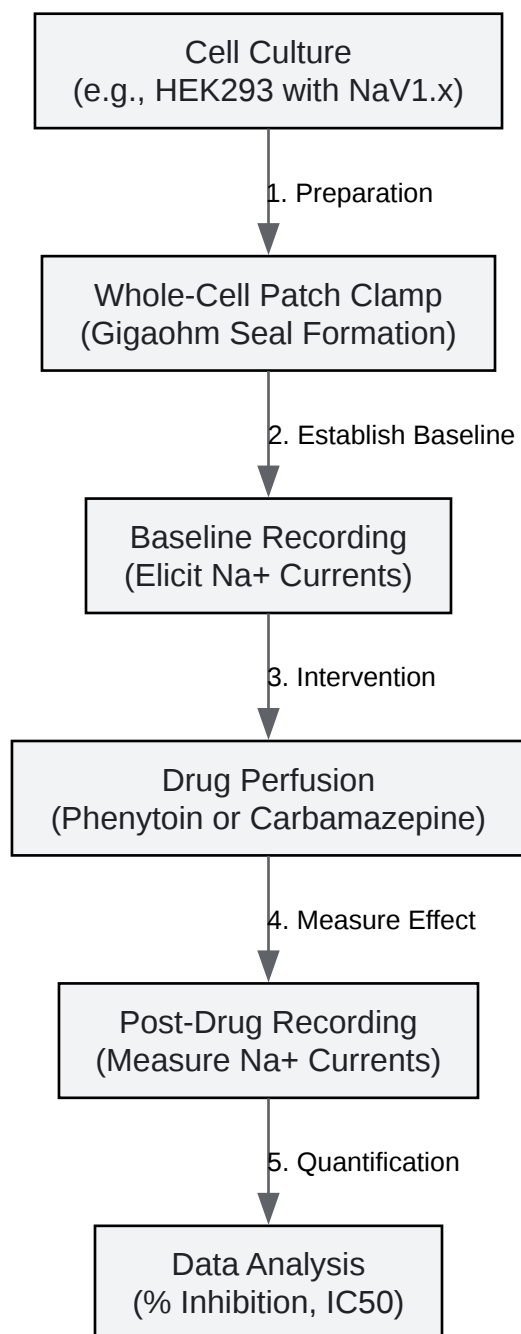 Cell Culture
(e.g., HEK293 with NaV1.x)
1. Preparation
Whole-Cell Patch Clamp
(Gigaohm Seal Formation)
2. Establish Baseline
Baseline Recording
(Elicit Na+ Currents)
3. Intervention
Drug Perfusion
(Phenytoin or Carbamazepine)
4. Measure Effect
Post-Drug Recording
(Measure Na+ Currents)
5. Quantification
Data Analysis
(% Inhibition, IC50)